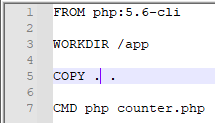 1 FROM php:5.6-cli
2
3 WORKDIR /app
4
5 COPY . .
6
7 CMD php counter.php